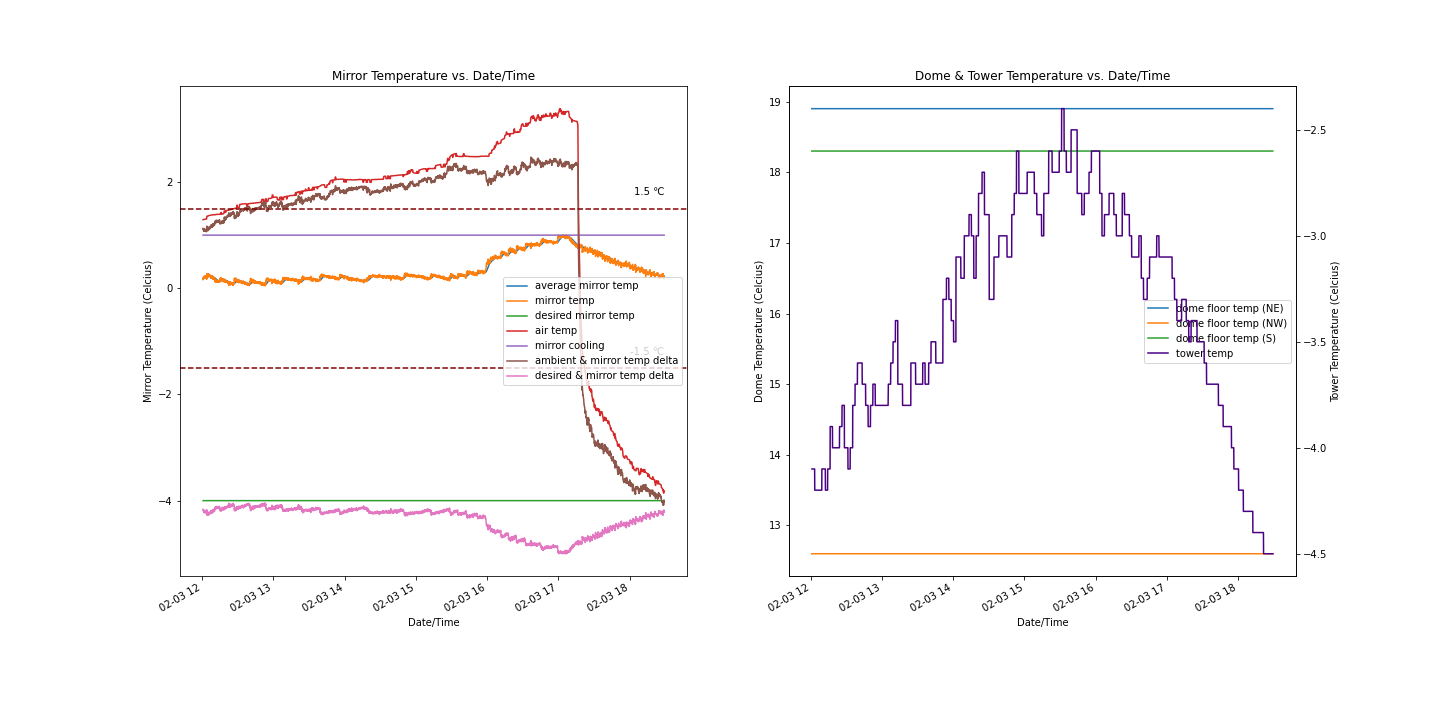 Mirror Temperature vs. Date/Time
Mirror Temperature (Celcius)
2
0
−2
−4
1.5 °C
-1.5 °C
average mirror temp
mirror temp
desired mirror temp
air temp
mirror cooling
ambient & mirror temp delta
desired & mirror temp delta
02-03 12
02-03 13
02-03 14
02-03 15
02-03 16
02-03 17
02-03 18
Date/Time
Dome & Tower Temperature vs. Date/Time
Dome Temperature (Celcius)
19
18
17
16
15
14
13
dome floor temp (NE)
dome floor temp (NW)
dome floor temp (S)
tower temp
−2.5
−3.0
−3.5
−4.0
−4.5
Tower Temperature (Celcius)
02-03 12
02-03 13
02-03 14
02-03 15
02-03 16
02-03 17
02-03 18
Date/Time